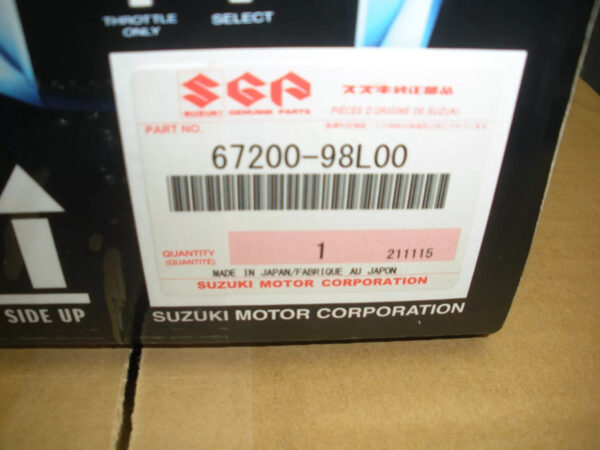 THROTTLE
ONLY
SELECT
SGP
SUZUKI GENUINE PARTS
スズキ純正部品
PIÈCES D'ORIGINE DE SUZUKI
PART NO.
67200-98L00
QUANTITY
(QUANTITÉ)
1
211115
MADE IN JAPAN/FABRIQUE AU JAPON
SUZUKI MOTOR CORPORATION
SIDE UP
SUZUKI MOTOR CORPORATION